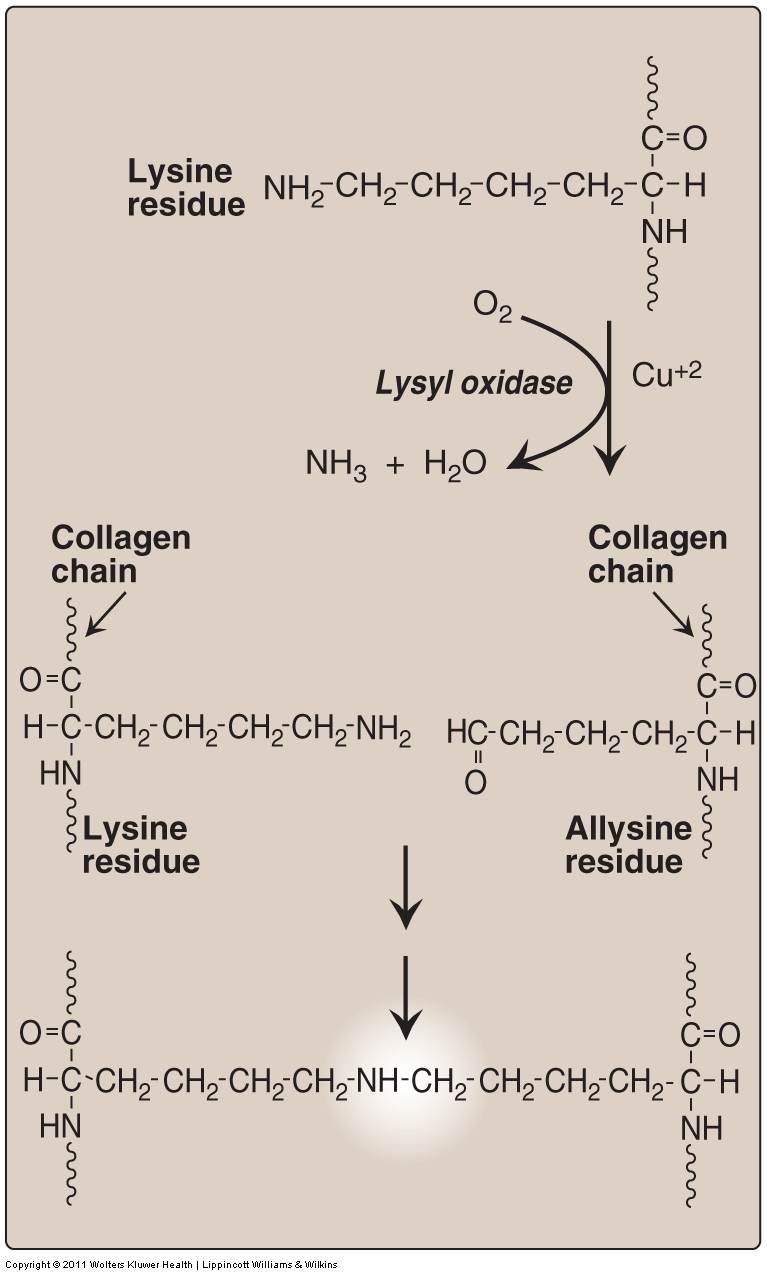 C=O
Lysine
residue
NH₂-CH₂-CH₂-CH₂-CH₂-C-H
NH
O₂
Lysyl oxidase
Cu⁺²
NH₃ + H₂O
Collagen
chain
Collagen
chain
O=C
C=O
H-C-CH₂-CH₂-CH₂-CH₂-NH₂
HC-CH₂-CH₂-CH₂-C-H
O
HN
NH
Lysine
residue
Allysine
residue
O=C
C=O
H-C-CH₂-CH₂-CH₂-CH₂-NH-CH₂-CH₂-CH₂-CH₂-C-H
HN
NH
Copyright © 2011 Wolters Kluwer Health | Lippincott Williams & Wilkins